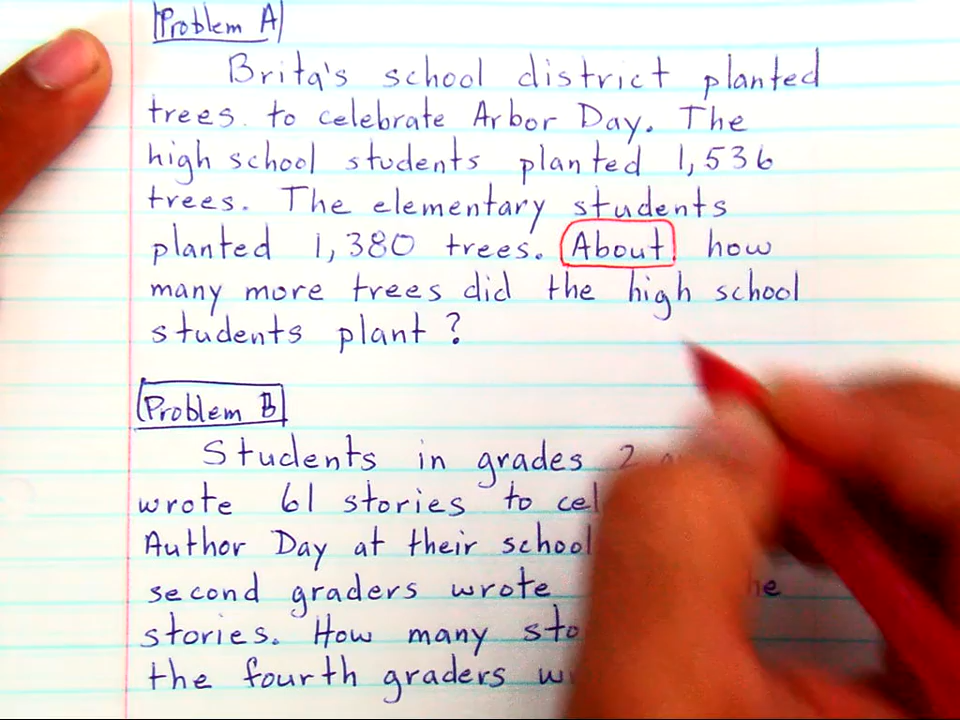 Problem A
Brita's school district planted
trees to celebrate Arbor Day. The
high school students planted 1,536
trees. The elementary students
planted 1,380 trees. About how
many more trees did the high school
students plant?
Problem B
Students in grades 2
wrote 61 stories to
Author Day at their school
second graders wrote
stories. How many
the fourth graders